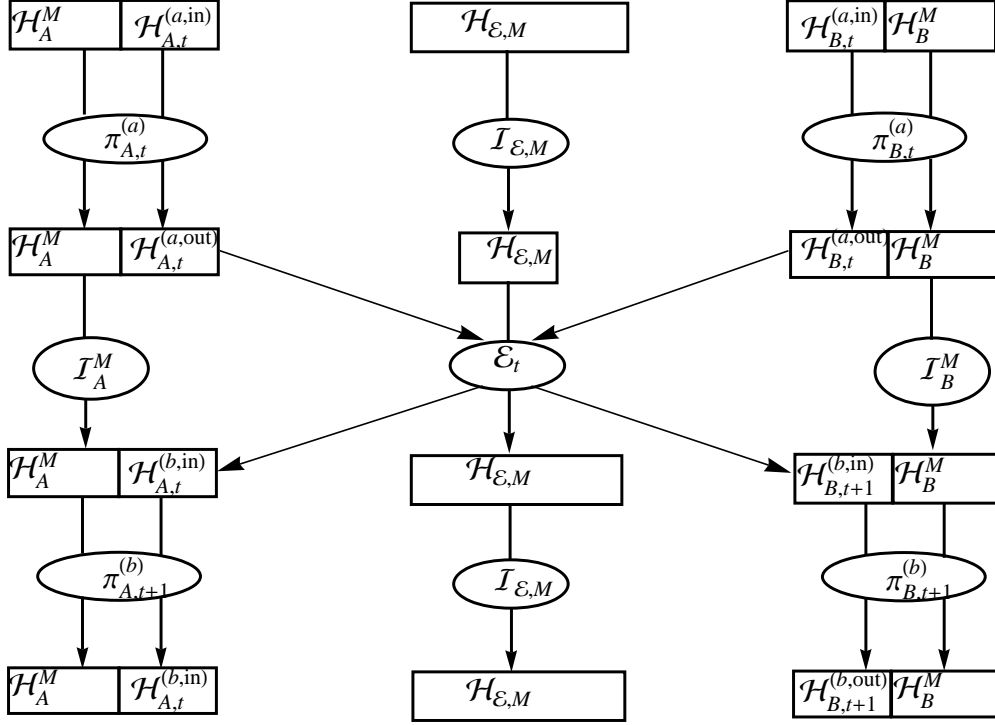 ℋ_A^M ℋ_{A,t}^{(a,in)} ℋ_{ℰ,M} ℋ_{B,t}^{(a,in)} ℋ_B^M
π_{A,t}^{(a)} ℐ_{ℰ,M} π_{B,t}^{(a)}
ℋ_A^M ℋ_{A,t}^{(a,out)} ℋ_{ℰ,M} ℋ_{B,t}^{(a,out)} ℋ_B^M
ℐ_A^M ℰ_t ℐ_B^M
ℋ_A^M ℋ_{A,t}^{(b,in)} ℋ_{ℰ,M} ℋ_{B,t+1}^{(b,in)} ℋ_B^M
π_{A,t+1}^{(b)} ℐ_{ℰ,M} π_{B,t+1}^{(b)}
ℋ_A^M ℋ_{A,t}^{(b,in)} ℋ_{ℰ,M} ℋ_{B,t+1}^{(b,out)} ℋ_B^M